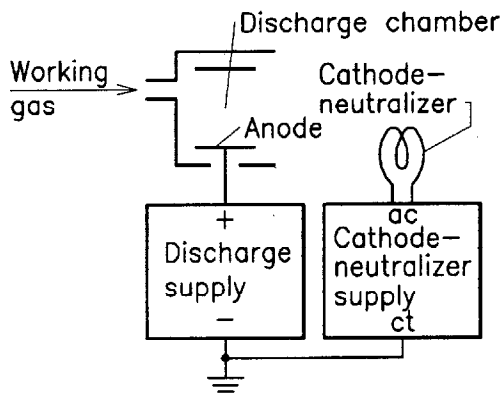 Discharge chamber
Working
gas
Cathode–
neutralizer
Anode
+
Discharge
supply
–
ac
Cathode–
neutralizer
supply
ct